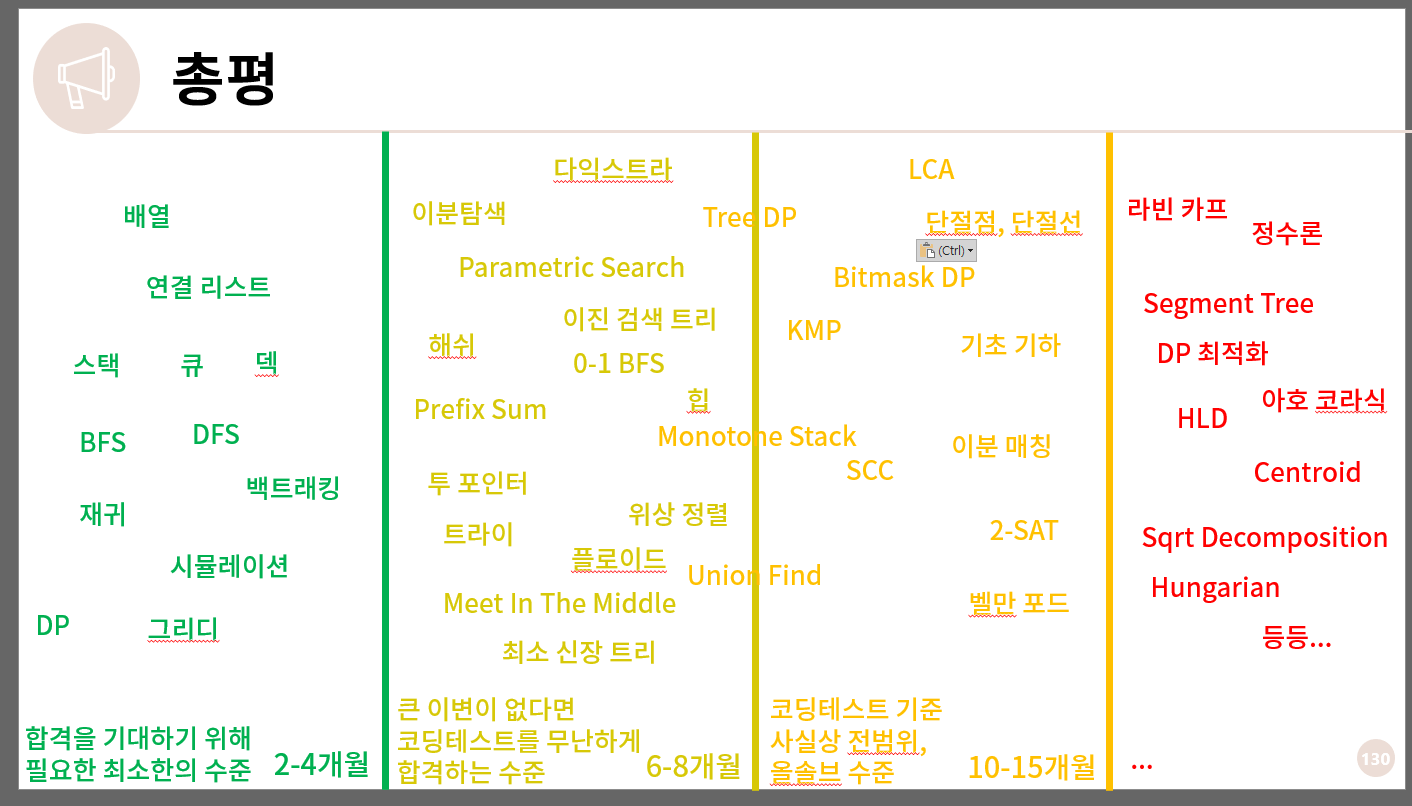 총평
배열
연결 리스트
스택 큐 덱
BFS DFS
백트래킹
재귀
시뮬레이션
DP 그리디
합격을 기대하기 위해
필요한 최소한의 수준
2-4개월
다익스트라
이분탐색
Parametric Search
이진 검색 트리
해쉬
0-1 BFS
힙
Prefix Sum
투 포인터
위상 정렬
트라이
플로이드
Meet In The Middle
최소 신장 트리
큰 이변이 없다면
코딩테스트를 무난하게
합격하는 수준
6-8개월
Tree DP
Monotone Stack
Union Find
LCA
단절점, 단절선
(Ctrl)
Bitmask DP
KMP
기초 기하
이분 매칭
SCC
2-SAT
벨만 포드
코딩테스트 기준
사실상 전범위,
올솔브 수준
10-15개월
라빈 카프
정수론
Segment Tree
DP 최적화
아호 코라식
HLD
Centroid
Sqrt Decomposition
Hungarian
등등...
...
130